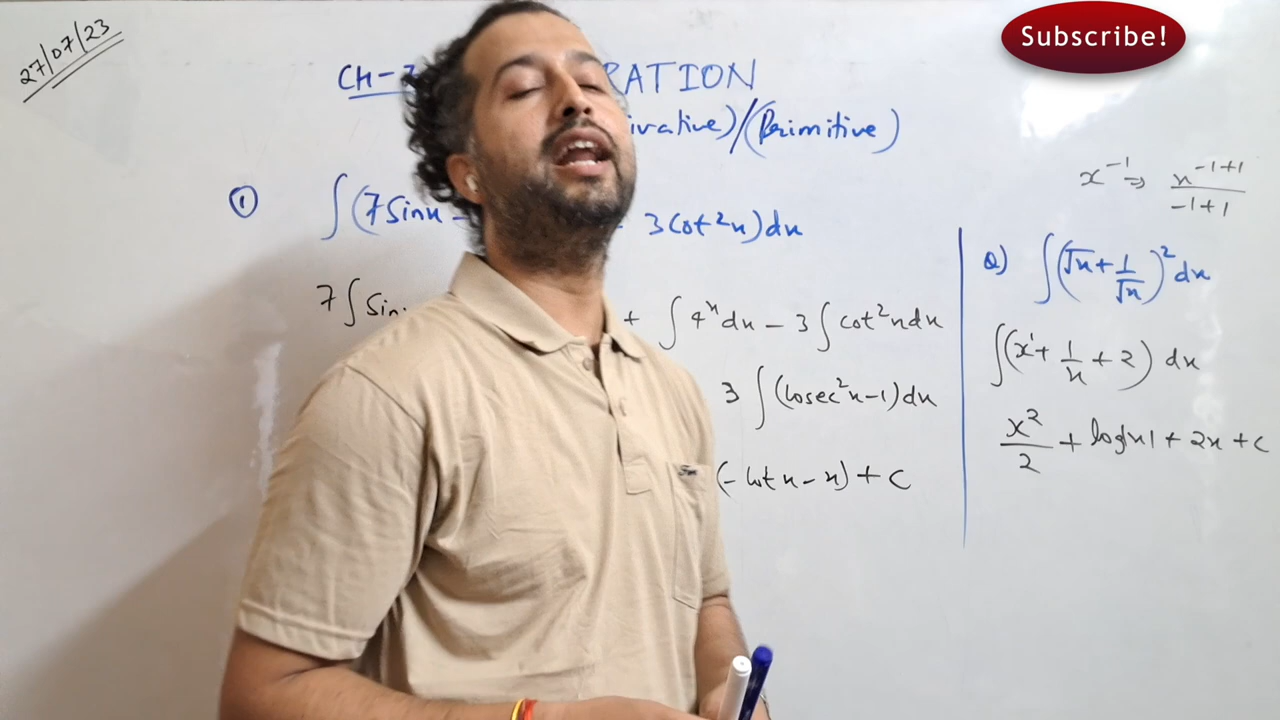 27/07/23
Subscribe!
CH-7 RATION
ivative)/(Primitive)
① ∫(7Sinx - - 3Cot²x)dx
7∫Sin + ∫4ˣdx - 3∫cot²xdx
3∫(cosec²x-1)dx
(-cotx-x)+c
x⁻¹ ⇒ x⁻¹⁺¹/-1+1
Q) ∫(√x+1/√x)²dx
∫(x¹+1/x+2)dx
x²/2+log|x|+2x+c